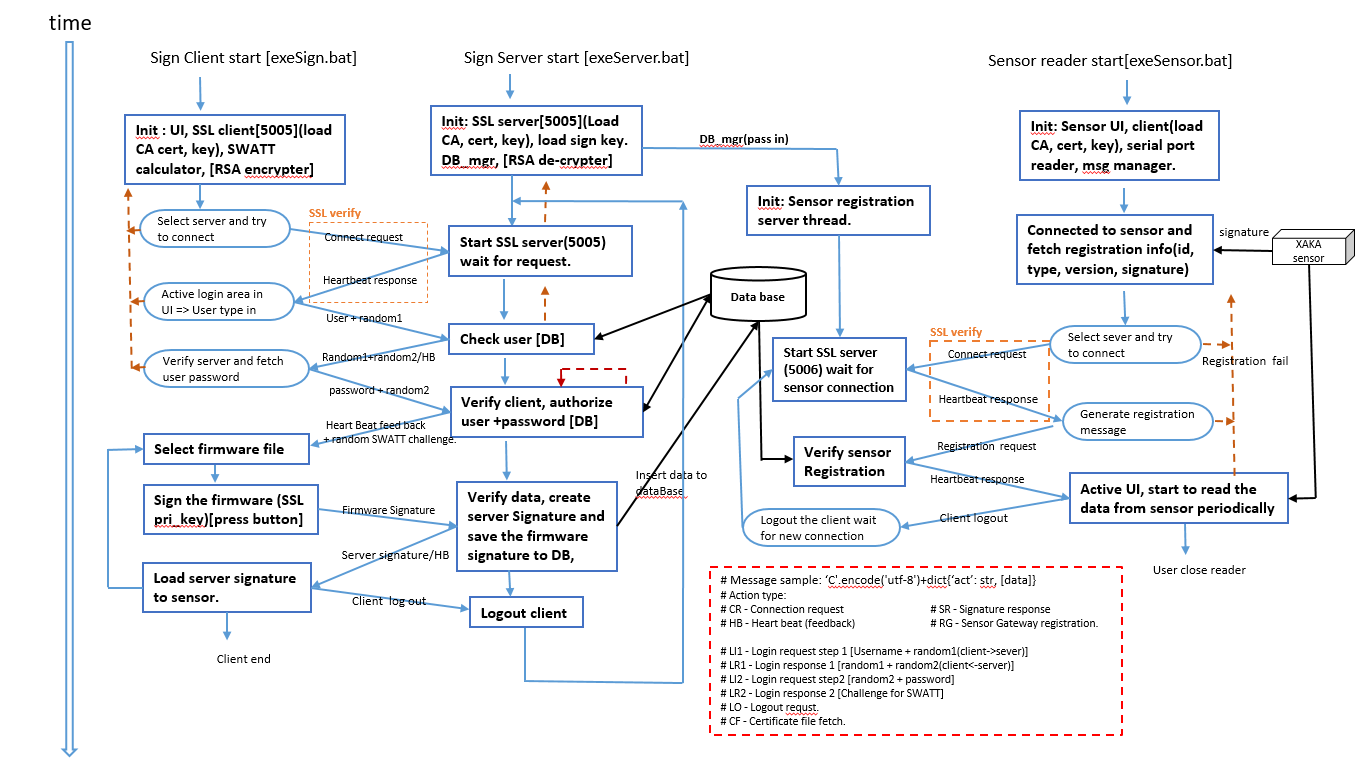 time
Sign Client start [exeSign.bat]
Sign Server start [exeServer.bat]
Sensor reader start[exeSensor.bat]
Init : UI, SSL client[5005](load
CA cert, key), SWATT
calculator, [RSA encrypter]
Init: SSL server[5005](Load
CA, cert, key), load sign key.
DB_mgr, [RSA de-crypter]
DB_mgr(pass in)
Init: Sensor UI, client(load
CA, cert, key), serial port
reader, msg manager.
Init: Sensor registration
server thread.
Select server and try
to connect
SSL verify
Connect request
Heartbeat response
Start SSL server(5005)
wait for request.
Connected to sensor and
fetch registration info(id,
type, version, signature)
signature
XAKA
sensor
Active login area in
UI => User type in
User + random1
Data base
Check user [DB]
Verify server and fetch
user password
Random1+random2/HB
password + random2
Start SSL server
(5006) wait for
sensor connection
SSL verify
Connect request
Heartbeat response
Select sever and try
to connect
Registration  fail
Verify client, authorize
user +password [DB]
Heart Beat feed back
+ random SWATT challenge.
Generate registration
message
Select firmware file
Registration  request
Verify sensor
Registration
Heartbeat response
Insert data to
dataBase
Sign the firmware (SSL
pri_key)[press button]
Firmware Signature
Verify data, create
server Signature and
save the firmware
signature to DB,
Active UI, start to read the
data from sensor periodically
Logout the client wait
for new connection
Client logout
Server signature/HB
Load server signature
to sensor.
Client  log out
Logout client
User close reader
Client end
# Message sample: ‘C'.encode('utf-8')+dict{‘act’: str, [data]}
# Action type:
# CR - Connection request
# SR - Signature response
# HB - Heart beat (feedback)
# RG - Sensor Gateway registration.
# LI1 - Login request step 1 [Username + random1(client->sever)]
# LR1 - Login response 1 [random1 + random2(client<-server)]
# LI2 - Login request step2 [random2 + password]
# LR2 - Login response 2 [Challenge for SWATT]
# LO - Logout requst.
# CF - Certificate file fetch.